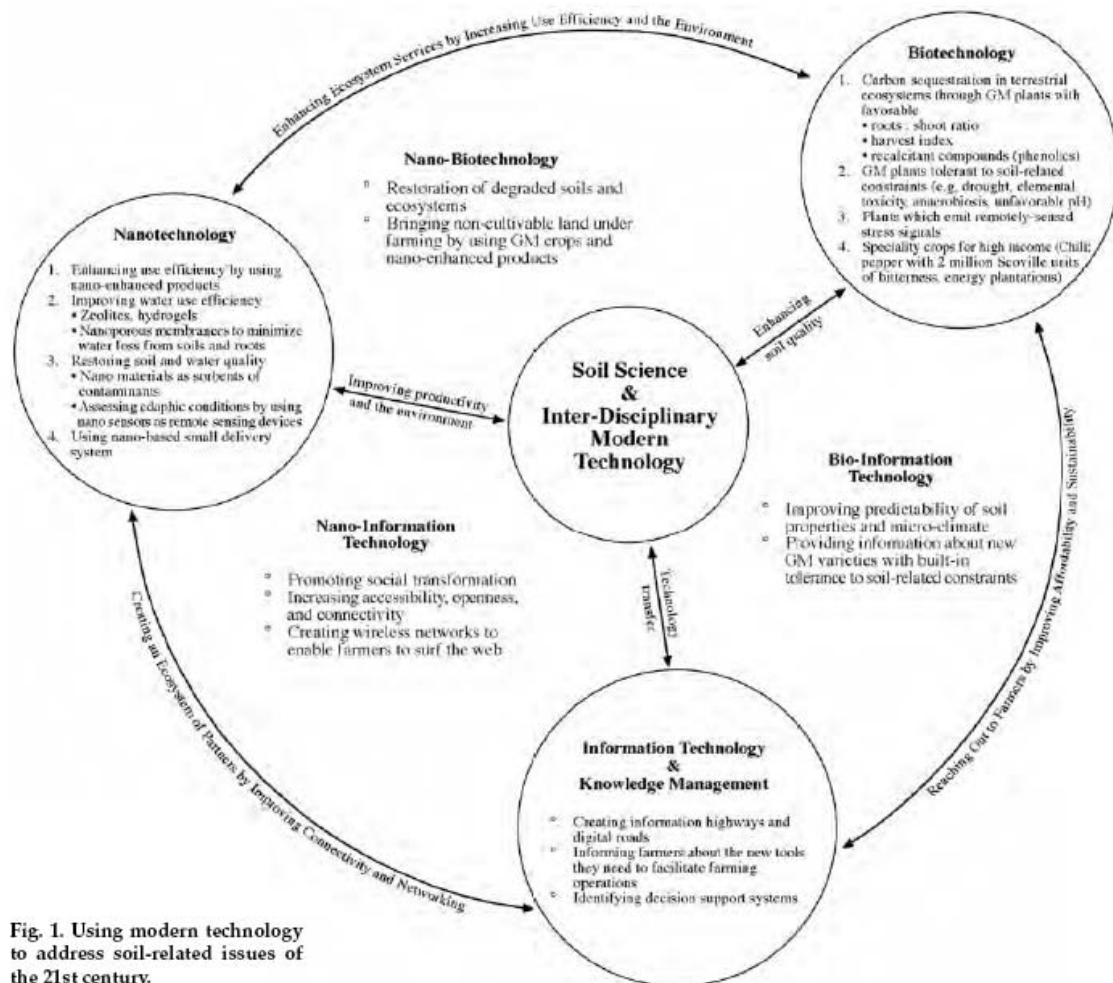 Enhancing Ecosystem Services by Increasing Use Efficiency and the Environment
Biotechnology
1. Carbon sequestration in terrestrial
ecosystems through GM plants with
favorable
• roots : shoot ratio
• harvest index
• recalcitant compounds (phenolics)
2. GM plants tolerant to soil-related
constraints (e.g. drought, elemental
toxicity, anaerobiosis, unfavorable pH)
3. Plants which emit remotely-sensed
stress signals
4. Speciality crops for high income (Chili:
pepper with 2 million Scoville units
of bitterness, energy plantations)
Nano-Biotechnology
° Restoration of degraded soils and
ecosystems
° Bringing non-cultivable land under
farming by using GM crops and
nano-enhanced products
Nanotechnology
1. Enhancing use efficiency by using
nano-enhanced products
2. Improving water use efficiency
• Zeolites, hydrogels
• Nanoporous membrances to minimize
water loss from soils and roots
3. Restoring soil and water quality
• Nano materials as sorbents of
contaminants
• Assessing edaphic conditions by using
nano sensors as remote sensing devices
4. Using nano-based small delivery
system
Enhancing
soil quality
Improving productivity
and the environment
Soil Science
&
Inter-Disciplinary
Modern
Technology
Bio-Information
Technology
° Improving predictability of soil
properties and micro-climate
° Providing information about new
GM varieties with built-in
tolerance to soil-related constraints
Nano-Information
Technology
° Promoting social transformation
° Increasing accessibility, openness,
and connectivity
° Creating wireless networks to
enable farmers to surf the web
Technology
transfer
Reaching Out to Farmers by Improving Affordability and Sustainability
Creating an Ecosystem of Partners by Improving Connectivity and Networking
Information Technology
&
Knowledge Management
° Creating information highways and
digital roads
° Informing farmers about the new tools
they need to facilitate farming
operations
° Identifying decision support systems
Fig. 1. Using modern technology
to address soil-related issues of
the 21st century.